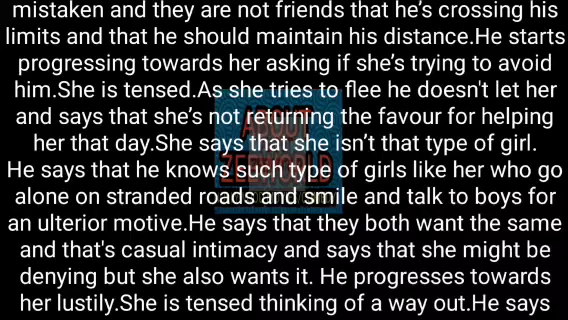 mistaken and they are not friends that he’s crossing his
limits and that he should maintain his distance.He starts
progressing towards her asking if she’s trying to avoid
him.She is tensed.As she tries to flee he doesn't let her
and says that she’s not returning the favour for helping
her that day.She says that she isn’t that type of girl.
He says that he knows such type of girls like her who go
alone on stranded roads and smile and talk to boys for
an ulterior motive.He says that they both want the same
and that's casual intimacy and says that she might be
denying but she also wants it. He progresses towards
her lustily.She is tensed thinking of a way out.He says
ABOUT
ZEEWORLD